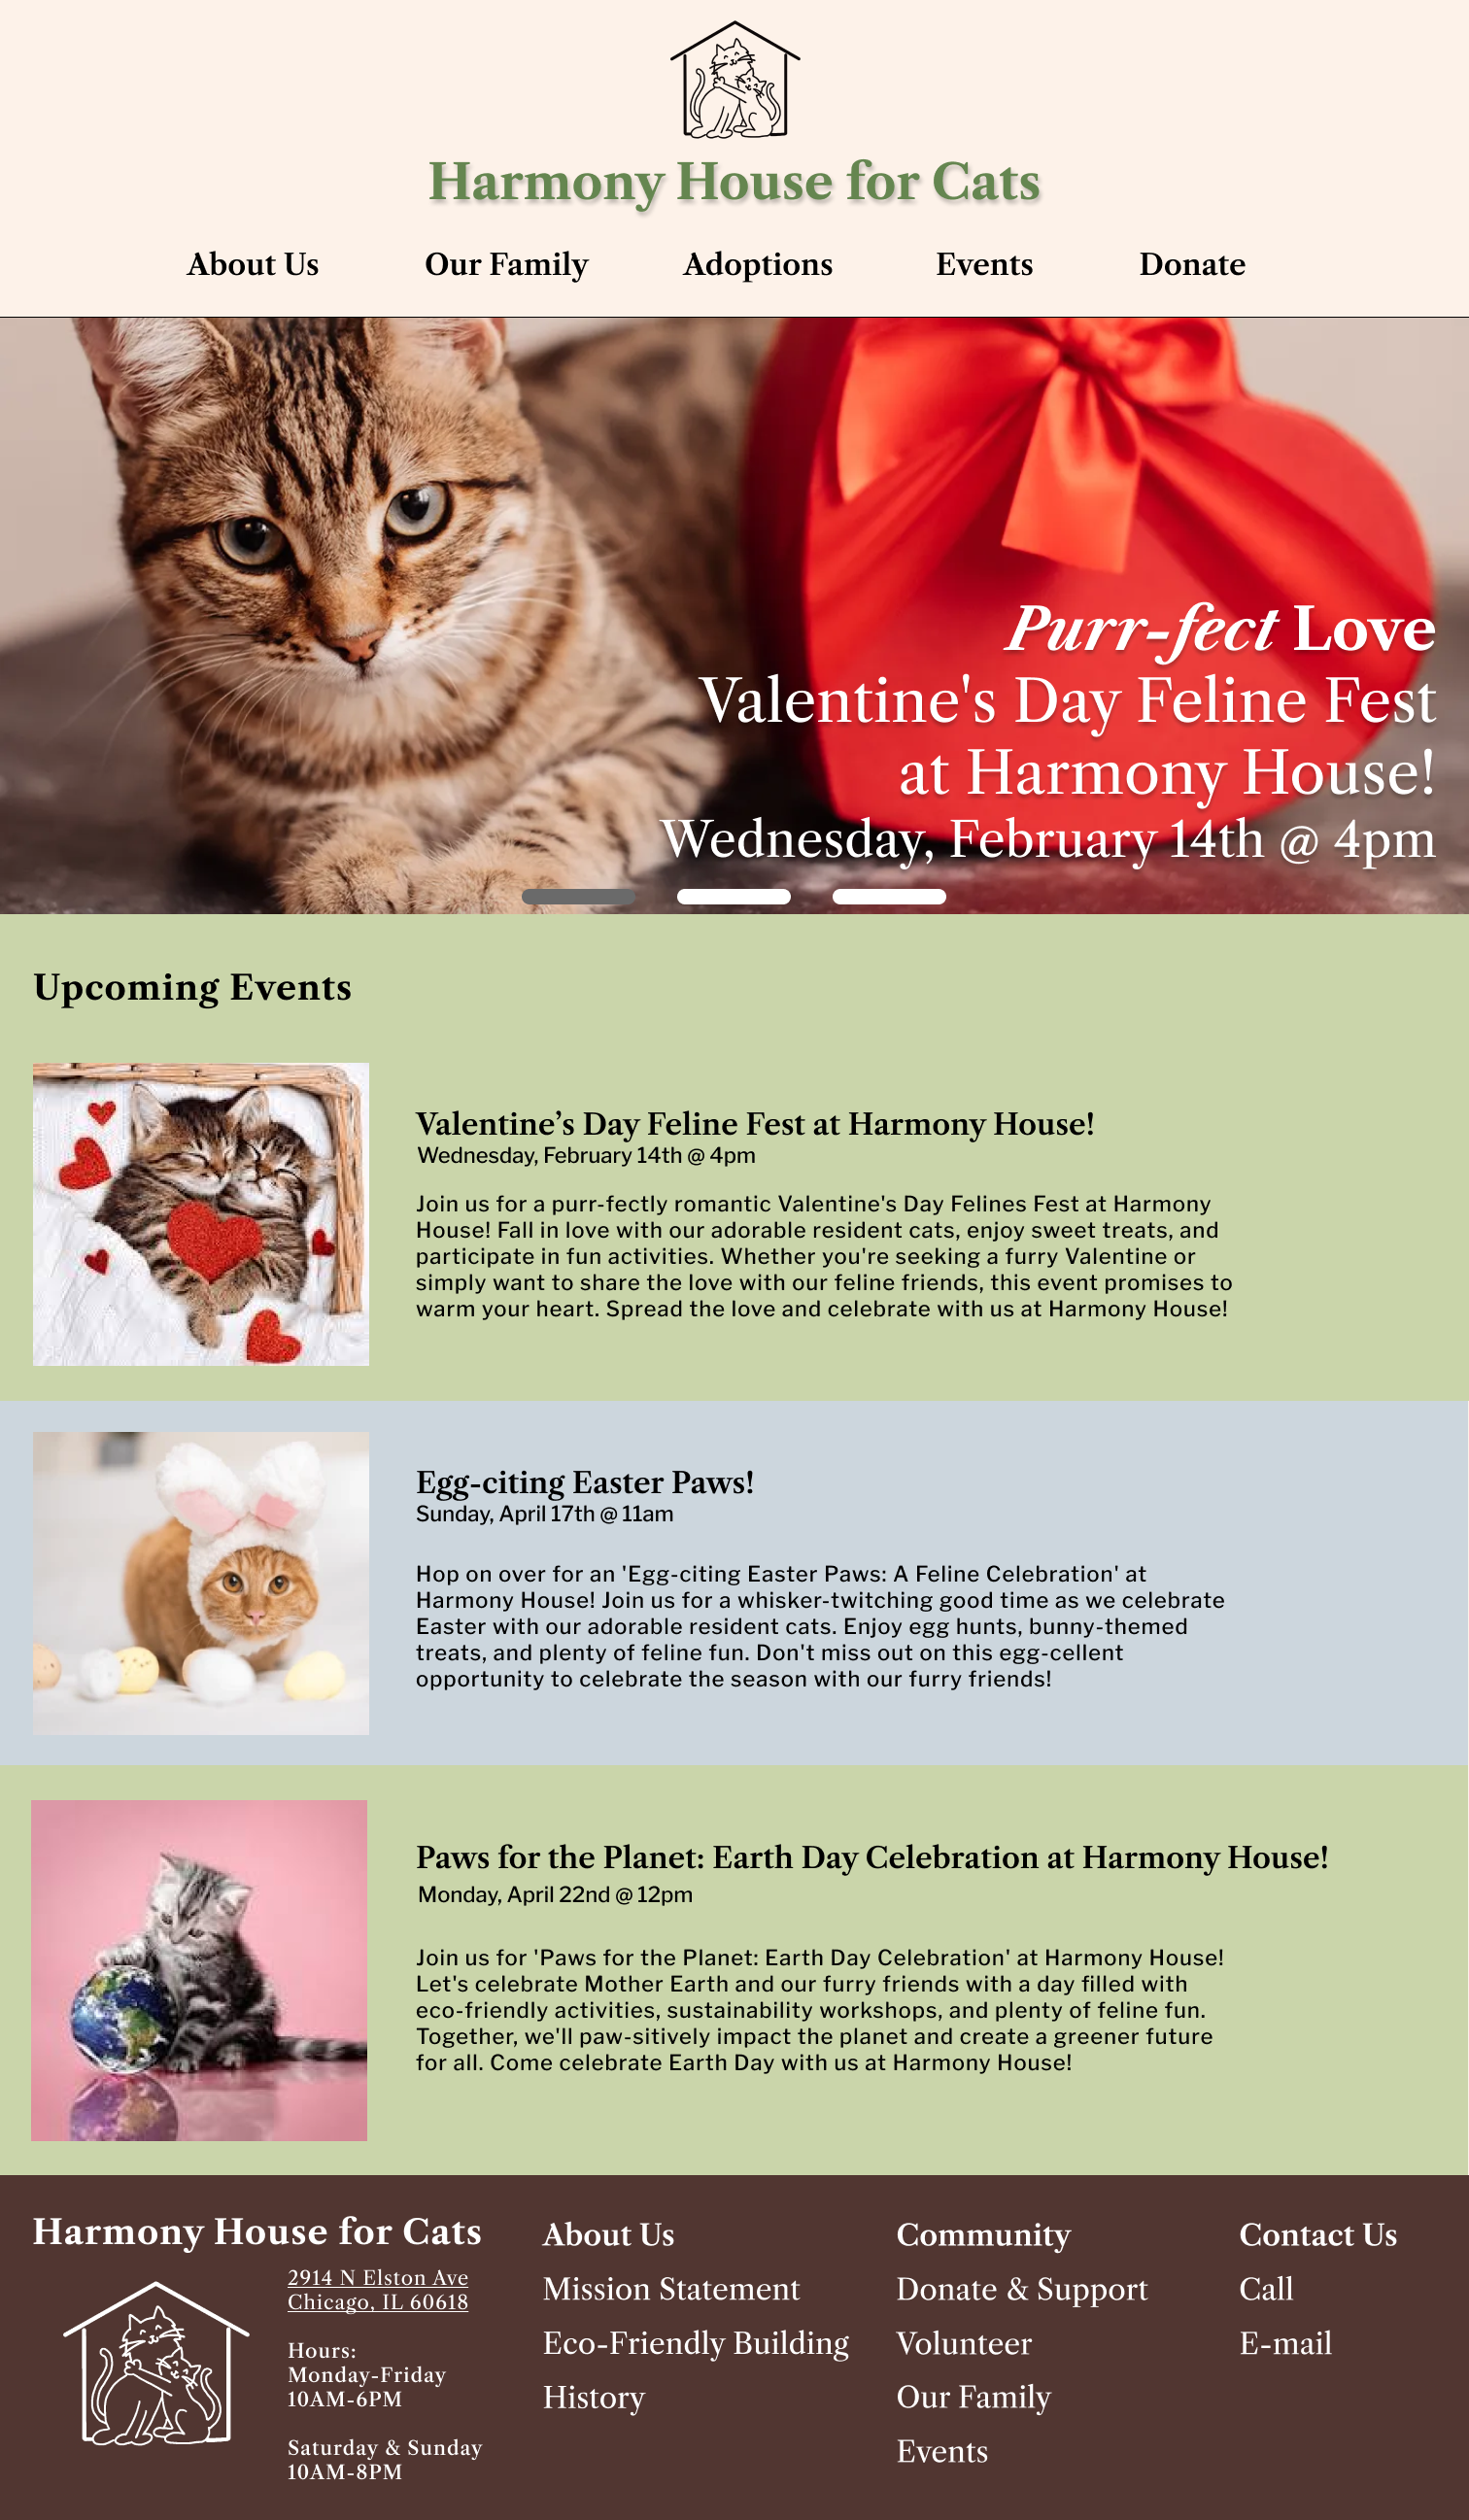 Harmony House for Cats
About Us Our Family Adoptions Events Donate
Purr-fect Love
Valentine's Day Feline Fest
at Harmony House!
Wednesday, February 14th @ 4pm
Upcoming Events
Valentine’s Day Feline Fest at Harmony House!
Wednesday, February 14th @ 4pm
Join us for a purr-fectly romantic Valentine's Day Felines Fest at Harmony
House! Fall in love with our adorable resident cats, enjoy sweet treats, and
participate in fun activities. Whether you're seeking a furry Valentine or
simply want to share the love with our feline friends, this event promises to
warm your heart. Spread the love and celebrate with us at Harmony House!
Egg-citing Easter Paws!
Sunday, April 17th @ 11am
Hop on over for an 'Egg-citing Easter Paws: A Feline Celebration' at
Harmony House! Join us for a whisker-twitching good time as we celebrate
Easter with our adorable resident cats. Enjoy egg hunts, bunny-themed
treats, and plenty of feline fun. Don't miss out on this egg-cellent
opportunity to celebrate the season with our furry friends!
Paws for the Planet: Earth Day Celebration at Harmony House!
Monday, April 22nd @ 12pm
Join us for 'Paws for the Planet: Earth Day Celebration' at Harmony House!
Let's celebrate Mother Earth and our furry friends with a day filled with
eco-friendly activities, sustainability workshops, and plenty of feline fun.
Together, we'll paw-sitively impact the planet and create a greener future
for all. Come celebrate Earth Day with us at Harmony House!
Harmony House for Cats
2914 N Elston Ave
Chicago, IL 60618
Hours:
Monday-Friday
10AM-6PM
Saturday & Sunday
10AM-8PM
About Us
Mission Statement
Eco-Friendly Building
History
Community
Donate & Support
Volunteer
Our Family
Events
Contact Us
Call
E-mail